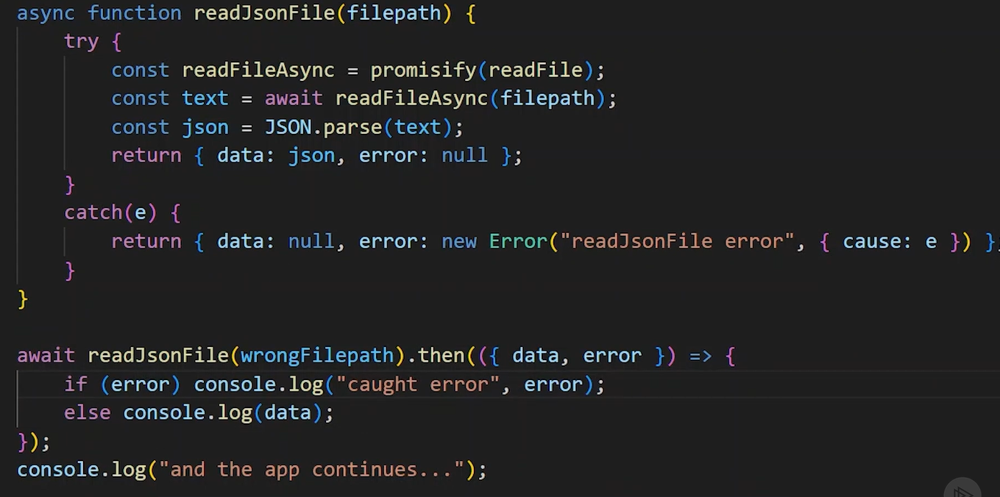 async function readJsonFile(filepath) {
    try {
        const readFileAsync = promisify(readFile);
        const text = await readFileAsync(filepath);
        const json = JSON.parse(text);
        return { data: json, error: null };
    }
    catch(e) {
        return { data: null, error: new Error("readJsonFile error", { cause: e }) };
    }
}

await readJsonFile(wrongFilepath).then(({ data, error }) => {
    if (error) console.log("caught error", error);
    else console.log(data);
});
console.log("and the app continues...");